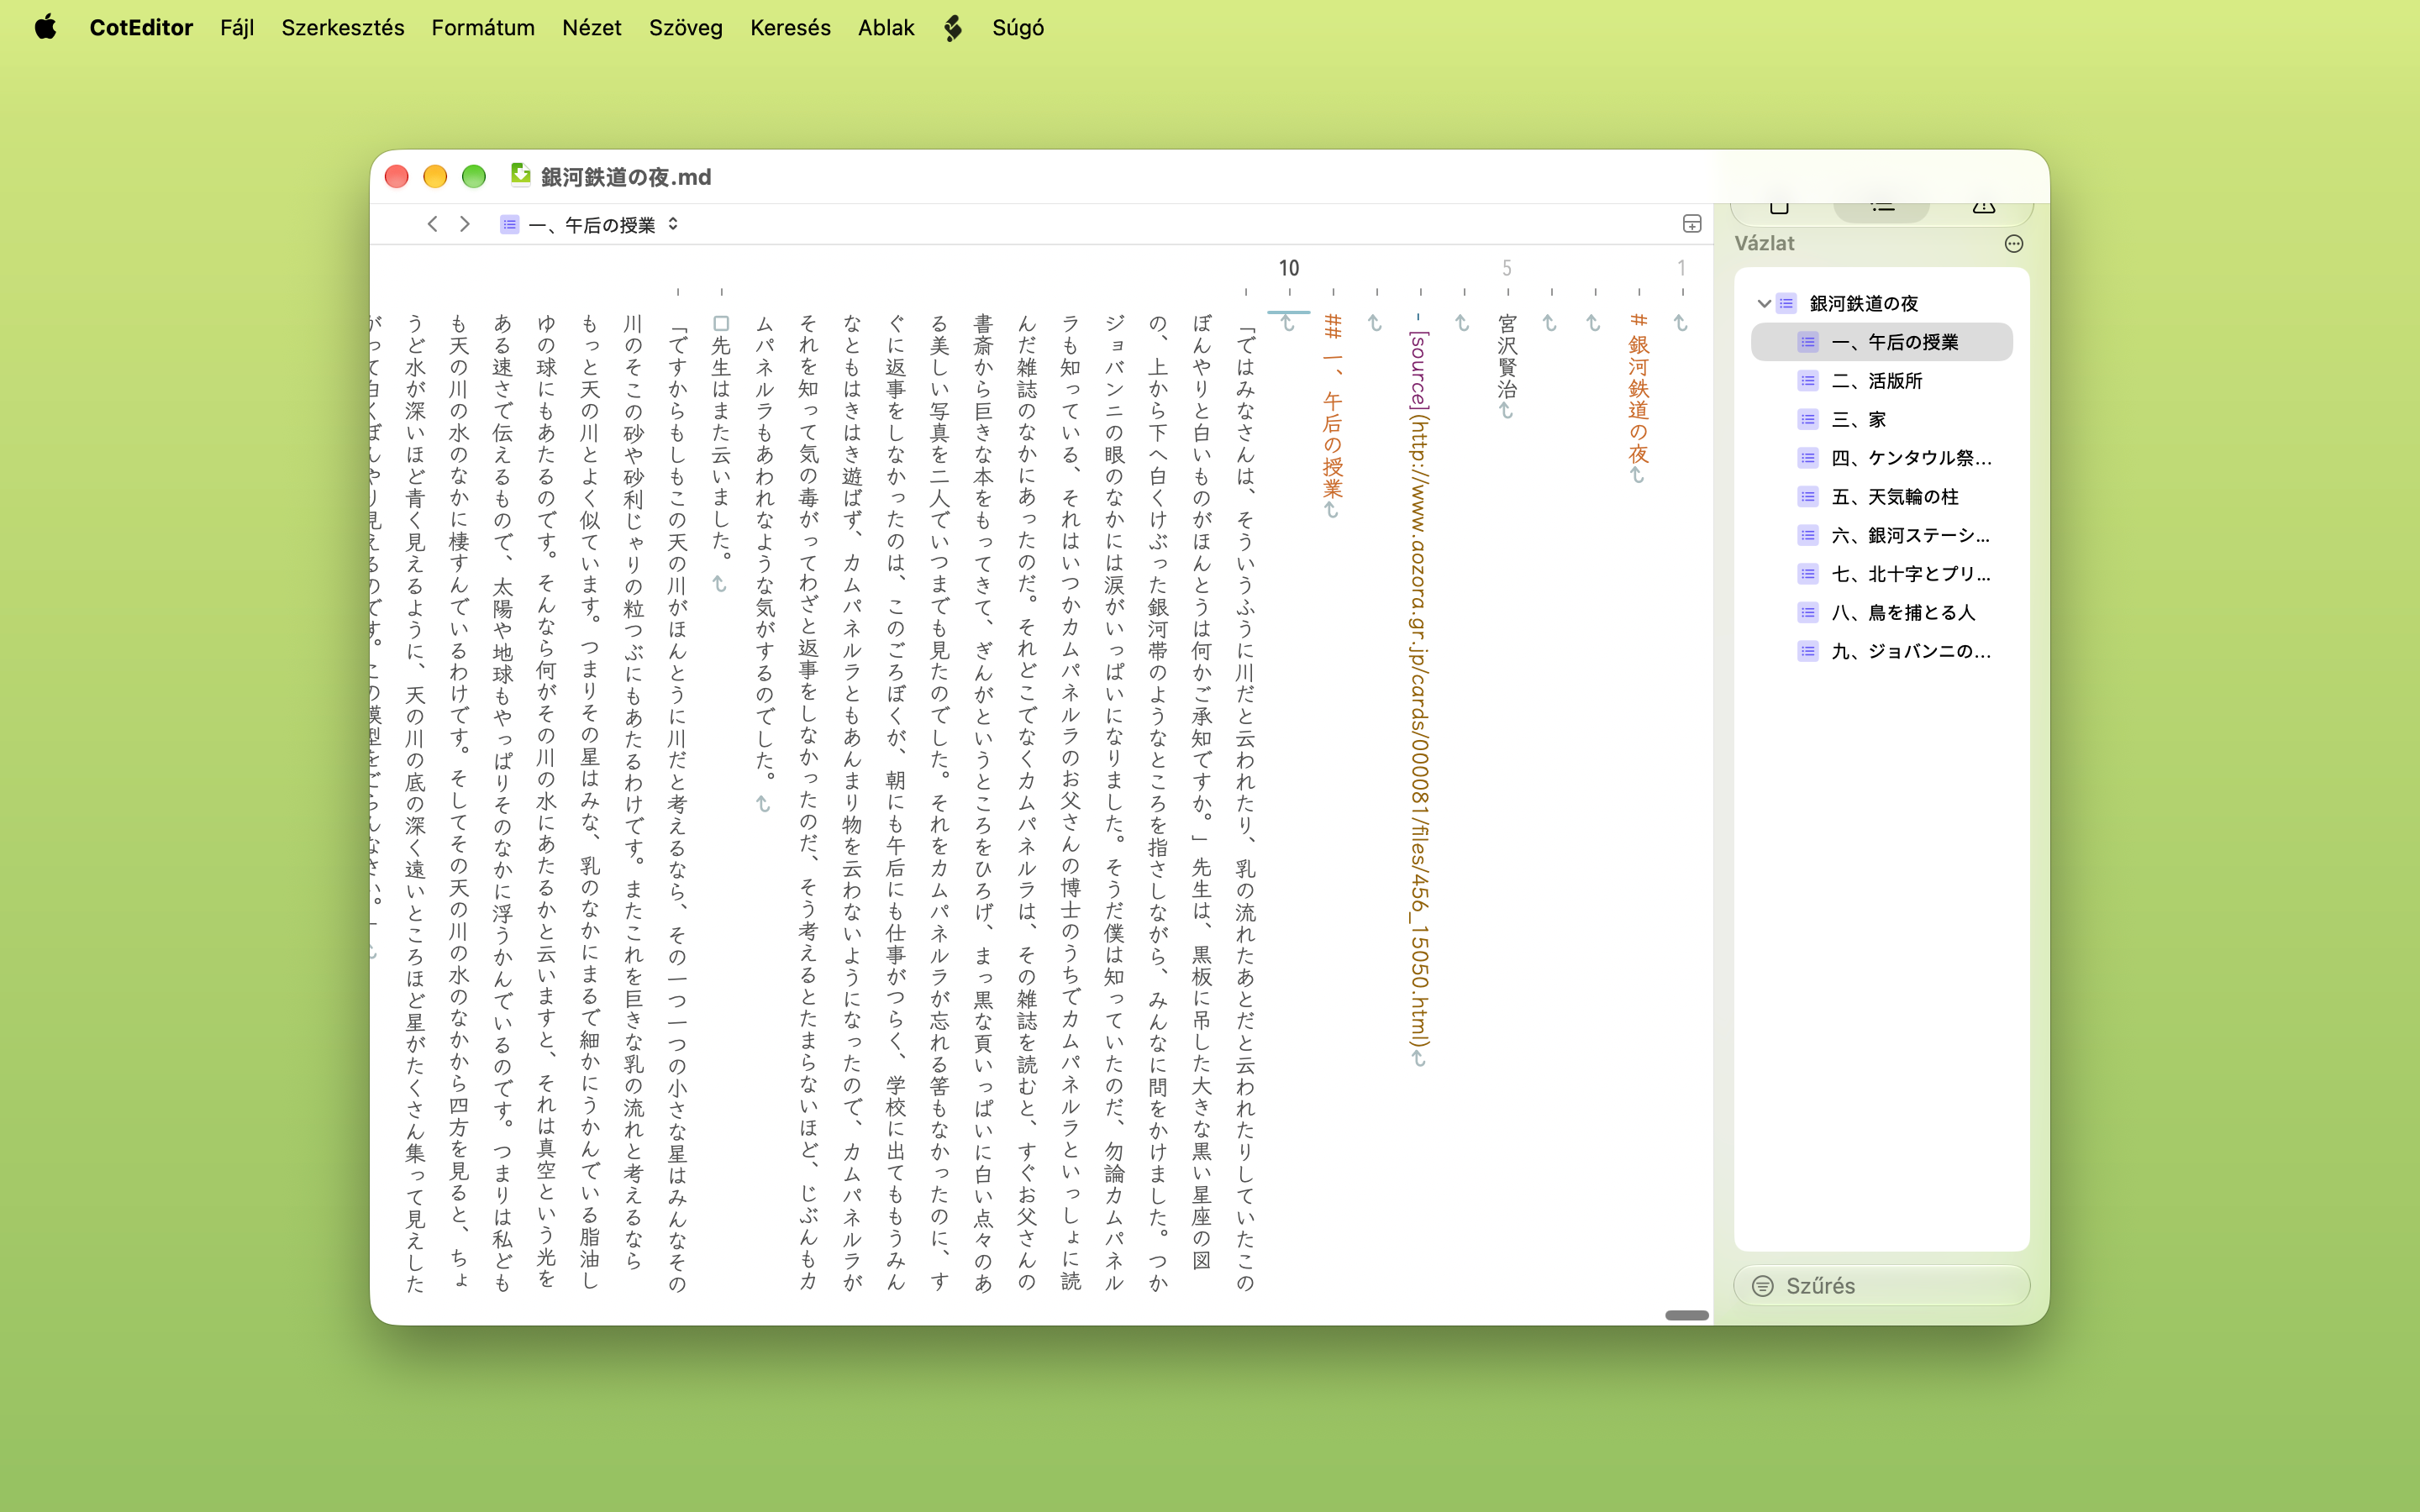 CotEditor Fájl Szerkesztés Formátum Nézet Szöveg Keresés Ablak Súgó
銀河鉄道の夜.md
一、午后の授業
1
5
10
# 銀河鉄道の夜
宮沢賢治
- [source](http://www.aozora.gr.jp/cards/000081/files/456_15050.html)
## 一、午后の授業
「ではみなさんは、そういうふうに川だと云われたり、乳の流れたあとだと云われたりしていたこの
ぼんやりと白いものがほんとうは何かご承知ですか。」先生は、黒板に吊した大きな黒い星座の図
の、上から下へ白くけぶった銀河帯のようなところを指さしながら、みんなに問をかけました。つか
ジョバンニの眼のなかには涙がいっぱいになりました。そうだ僕は知っていたのだ、勿論カムパネル
ラも知っている、それはいつかカムパネルラのお父さんの博士のうちでカムパネルラといっしょに読
んだ雑誌のなかにあったのだ。それどこでなくカムパネルラは、その雑誌を読むと、すぐお父さんの
書斎から巨きな本をもってきて、ぎんがというところをひろげ、まっ黒な頁いっぱいに白い点々のあ
る美しい写真を二人でいつまでも見たのでした。それをカムパネルラが忘れる筈もなかったのに、す
ぐに返事をしなかったのは、このごろぼくが、朝にも午后にも仕事がつらく、学校に出てももうみん
なともはきはき遊ばず、カムパネルラともあんまり物を云わないようになったので、カムパネルラが
それを知って気の毒がってわざと返事をしなかったのだ、そう考えるとたまらないほど、じぶんもカ
ムパネルラもあわれなような気がするのでした。
先生はまた云いました。
「ですからもしもこの天の川がほんとうに川だと考えるなら、その一つ一つの小さな星はみんなその
川のそこの砂や砂利じゃりの粒つぶにもあたるわけです。またこれを巨きな乳の流れと考えるなら
もっと天の川とよく似ています。つまりその星はみな、乳のなかにまるで細かにうかんでいる脂油し
ゆの球にもあたるのです。そんなら何がその川の水にあたるかと云いますと、それは真空という光を
ある速さで伝えるもので、太陽や地球もやっぱりそのなかに浮うかんでいるのです。つまりは私ども
も天の川の水のなかに棲すんでいるわけです。そしてその天の川の水のなかから四方を見ると、ちょ
うど水が深いほど青く見えるように、天の川の底の深く遠いところほど星がたくさん集って見えした
がって白くぼんやり見えるのです。この模型をごらんなさい。」
Vázlat
銀河鉄道の夜
一、午后の授業
二、活版所
三、家
四、ケンタウル祭…
五、天気輪の柱
六、銀河ステーシ…
七、北十字とプリ…
八、鳥を捕とる人
九、ジョバンニの…
Szűrés